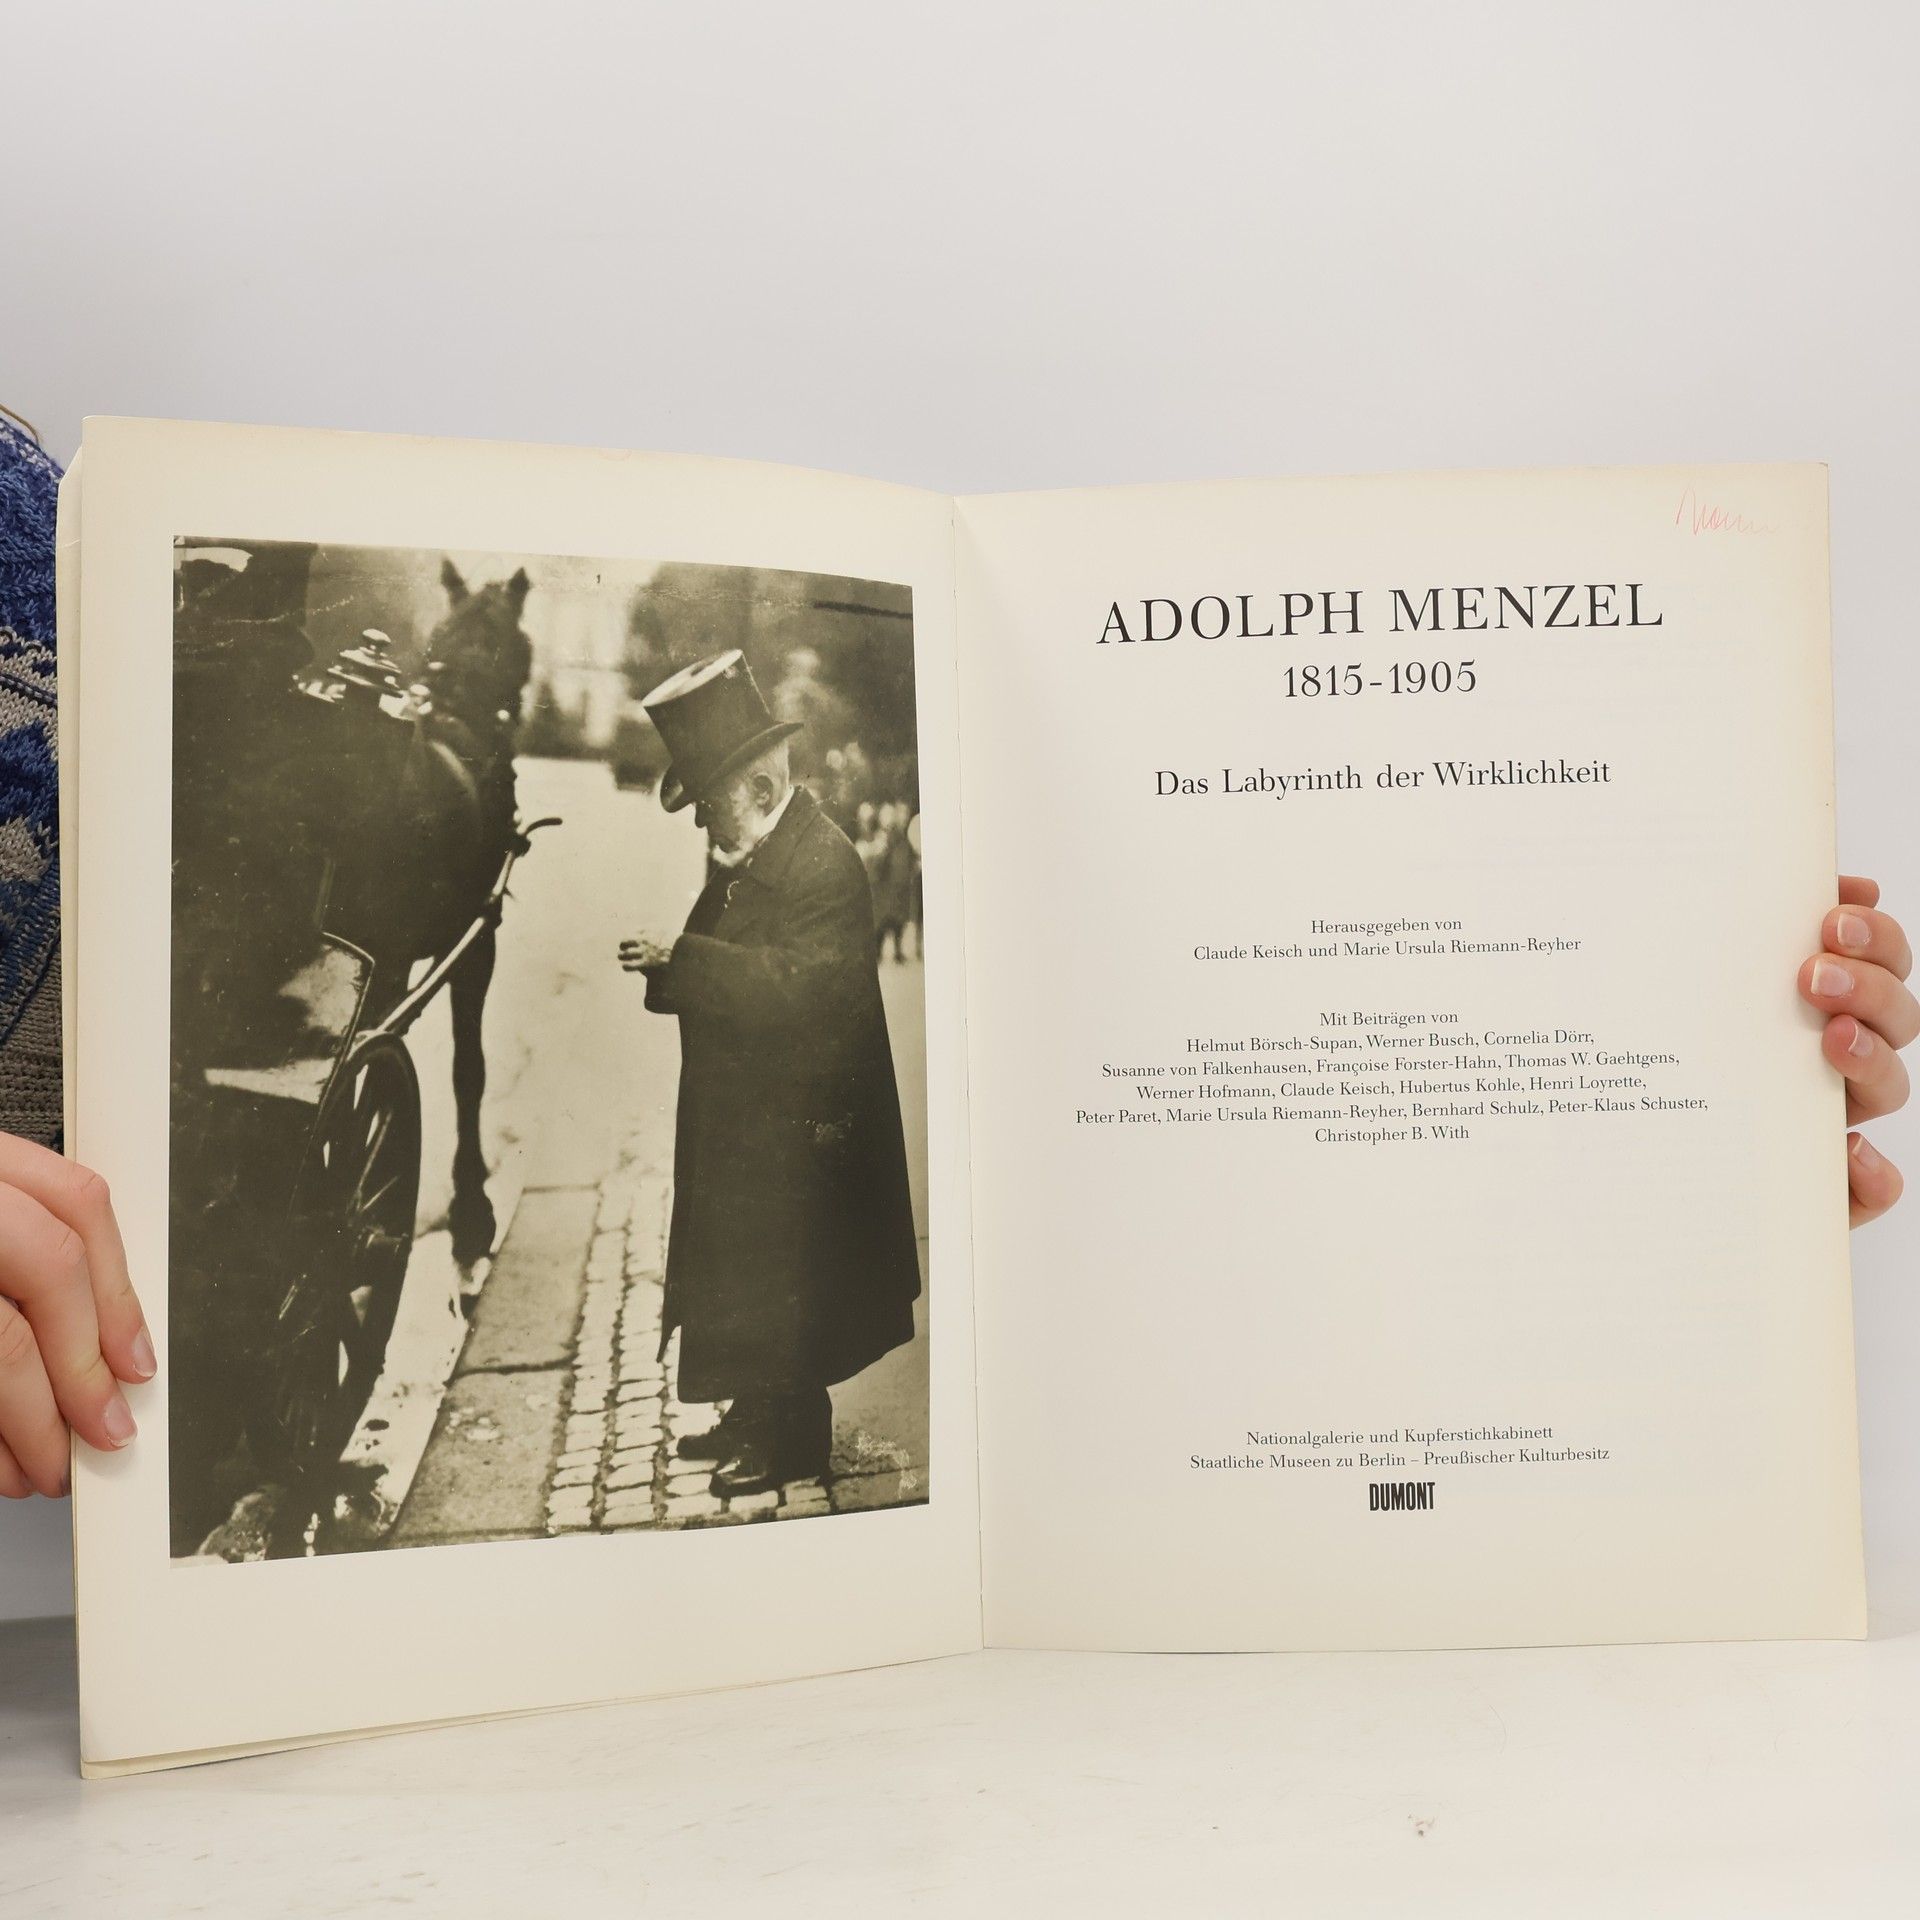 ADOLPH MENZEL
1815-1905
Das Labyrinth der Wirklichkeit
Herausgegeben von
Claude Keisch und Marie Ursula Riemann-Reyher
Mit Beiträgen von
Helmut Börsch-Supan, Werner Busch, Cornelia Dörr,
Susanne von Falkenhausen, Françoise Forster-Hahn, Thomas W. Gaehtgens,
Werner Hofmann, Claude Keisch, Hubertus Kohle, Henri Loyrette,
Peter Paret, Marie Ursula Riemann-Reyher, Bernhard Schulz, Peter-Klaus Schuster,
Christopher B. With
Nationalgalerie und Kupferstichkabinett
Staatliche Museen zu Berlin – Preußischer Kulturbesitz
DUMONT